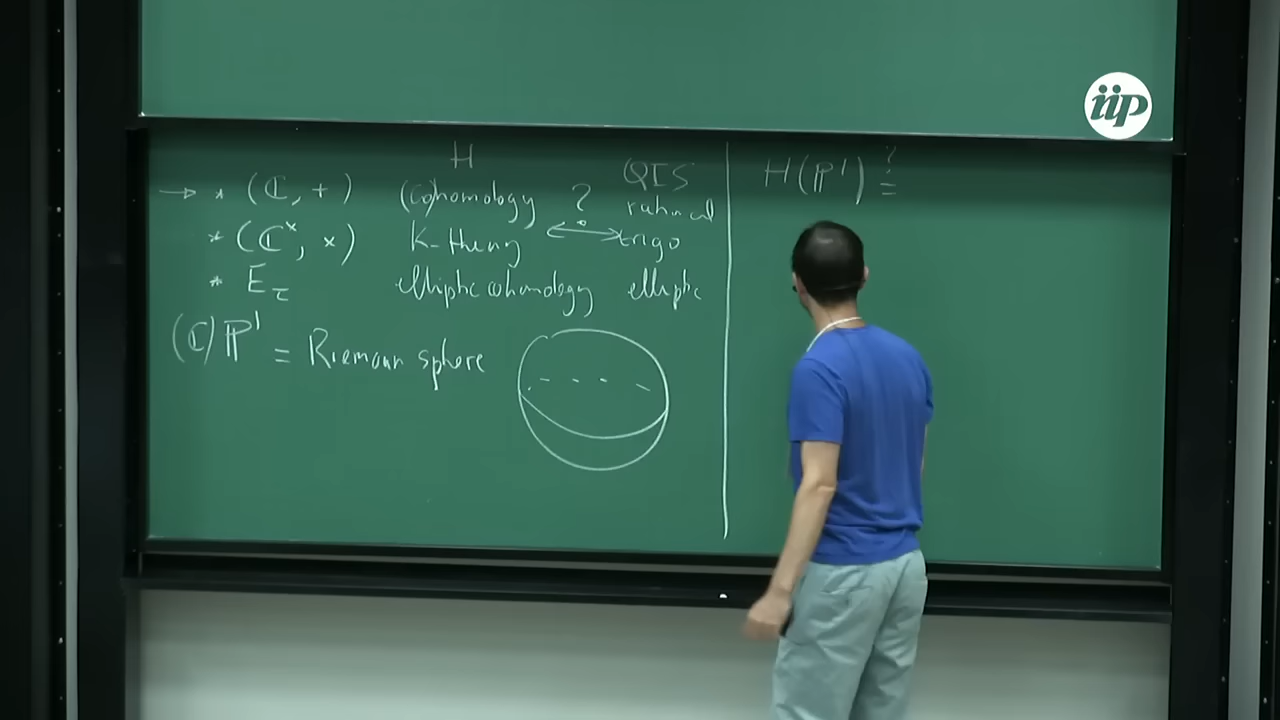 H QIS
→ * (ℂ, +) (co)homology ? rational
* (ℂ^×, ×) K-theory ⟷ trigo
* E_τ elliptic cohomology elliptic
(ℂ)ℙ¹ = Riemann sphere
H(ℙ¹) ≟
iip